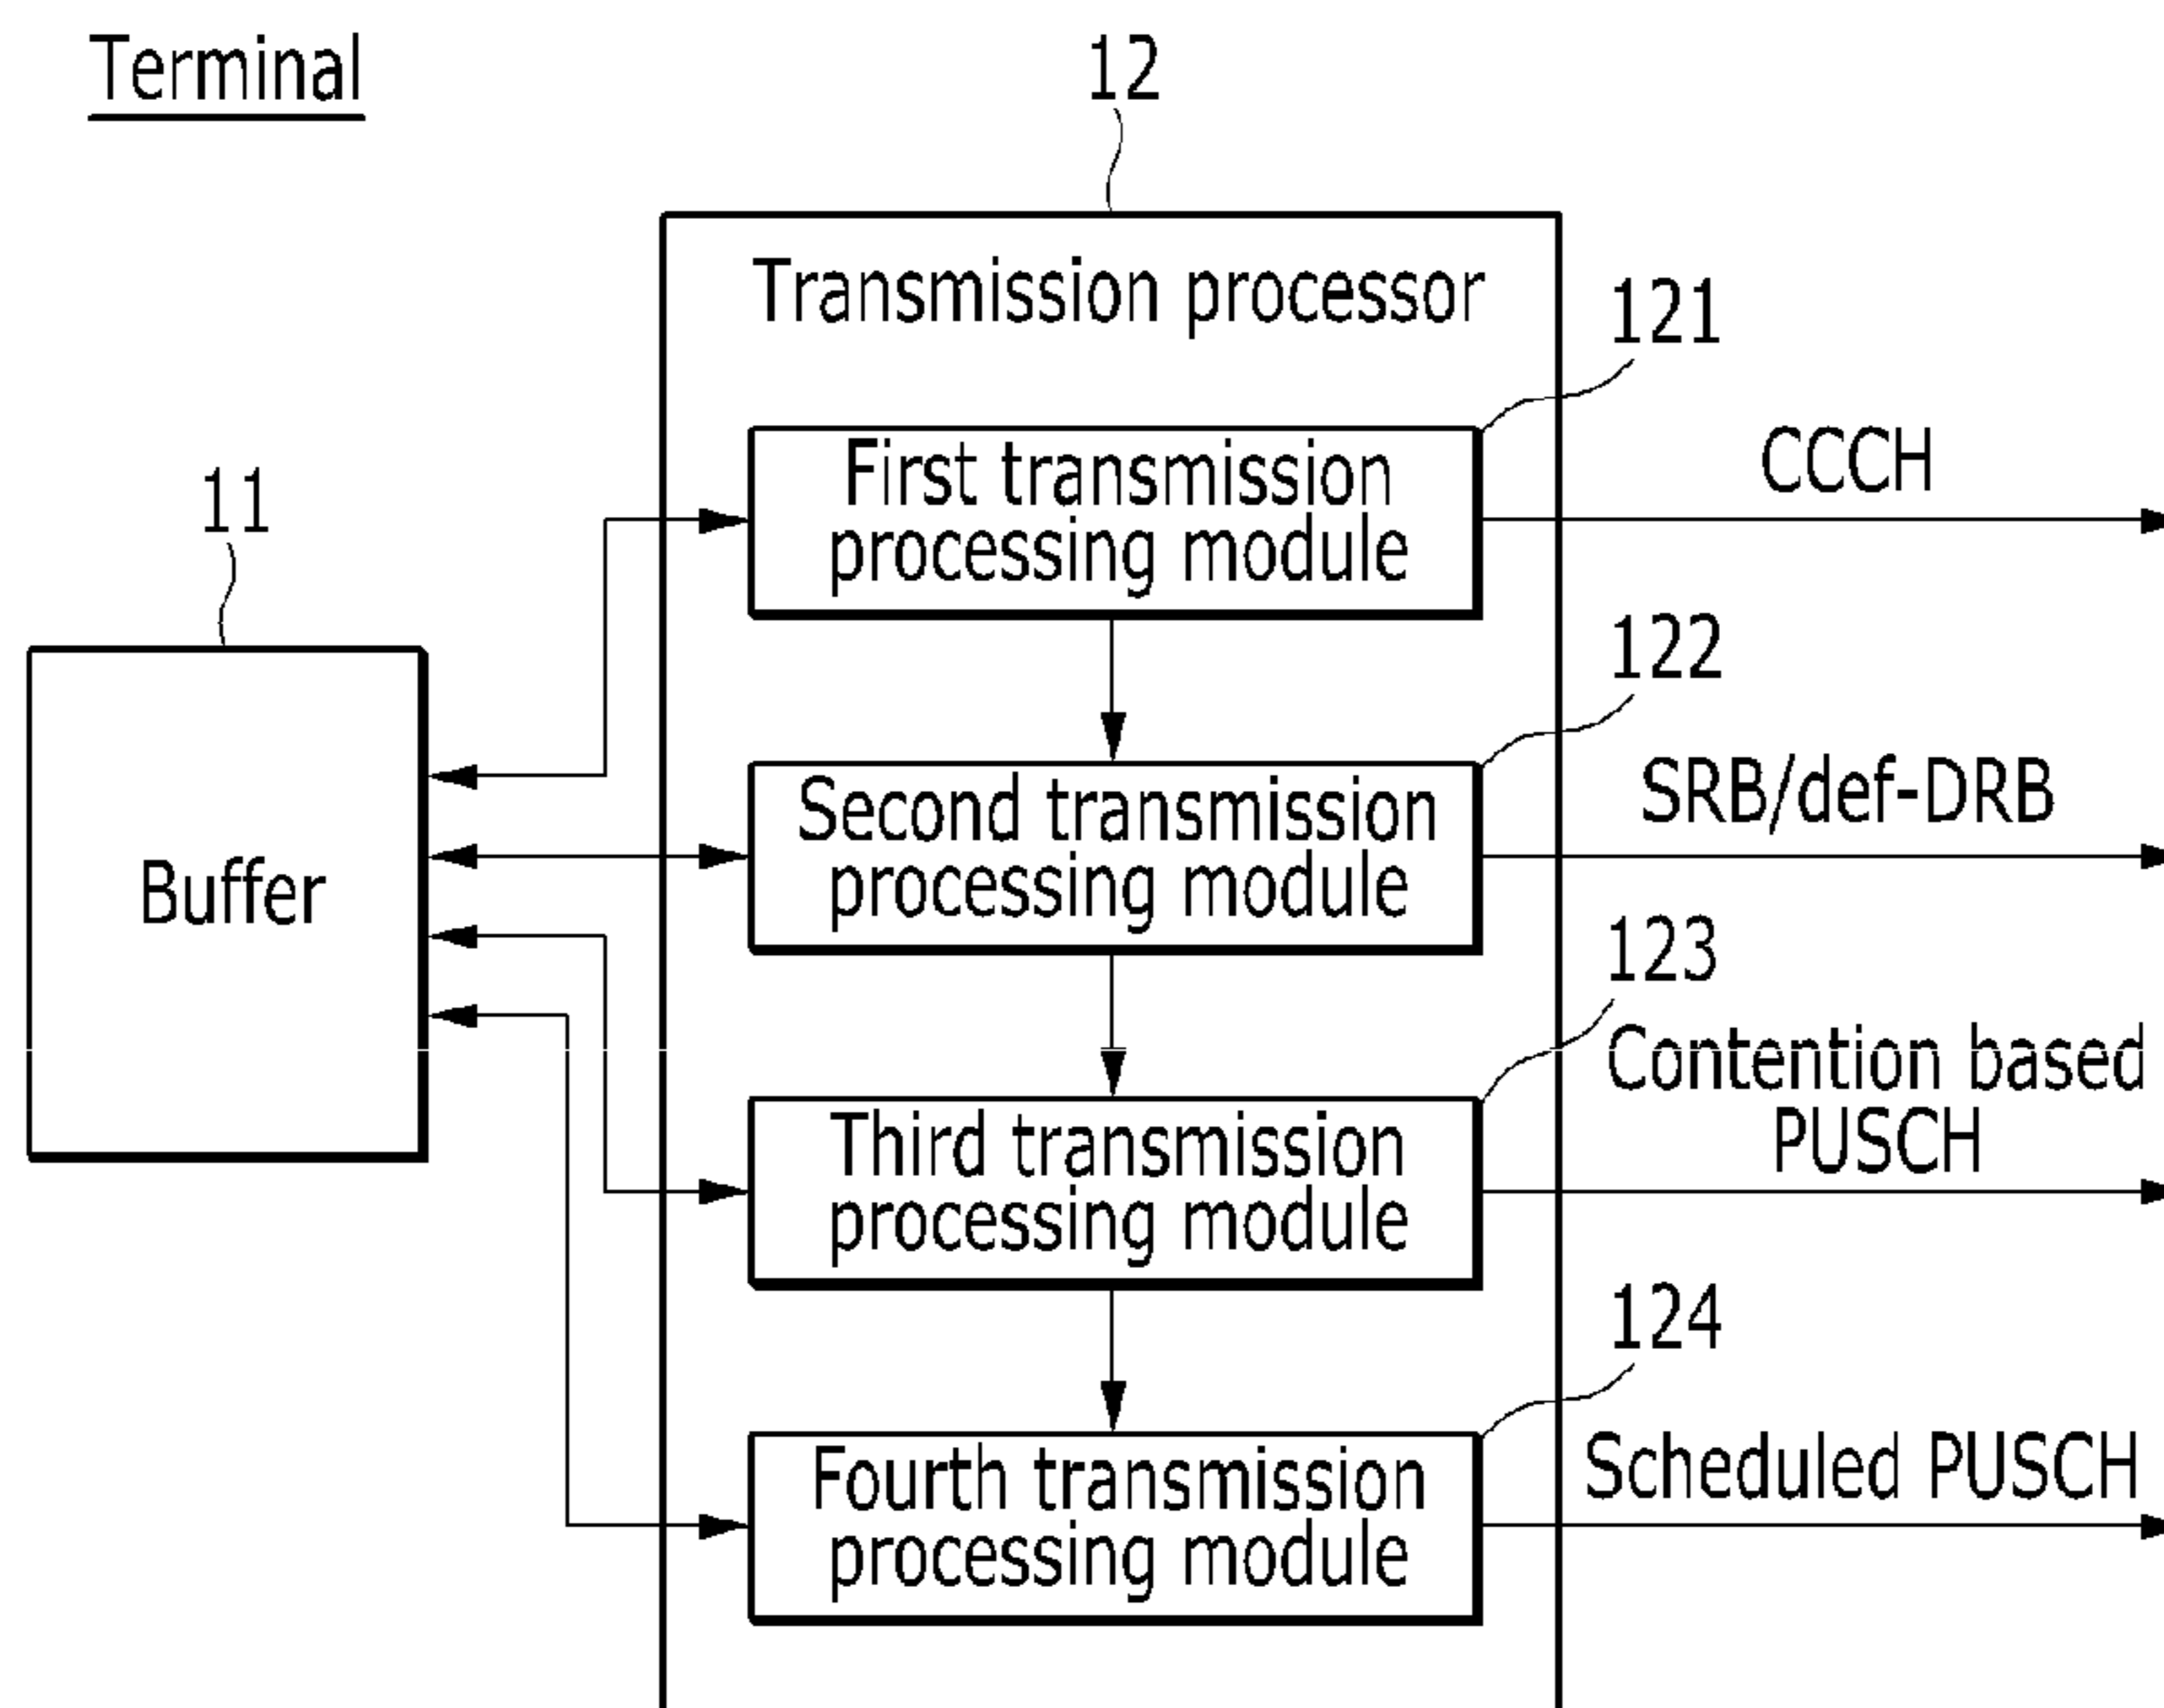 Terminal
12
Transmission processor
121
First transmission
processing module
CCCH
11
122
Second transmission
processing module
SRB/def-DRB
Buffer
123
Contention based
PUSCH
Third transmission
processing module
124
Fourth transmission
processing module
Scheduled PUSCH